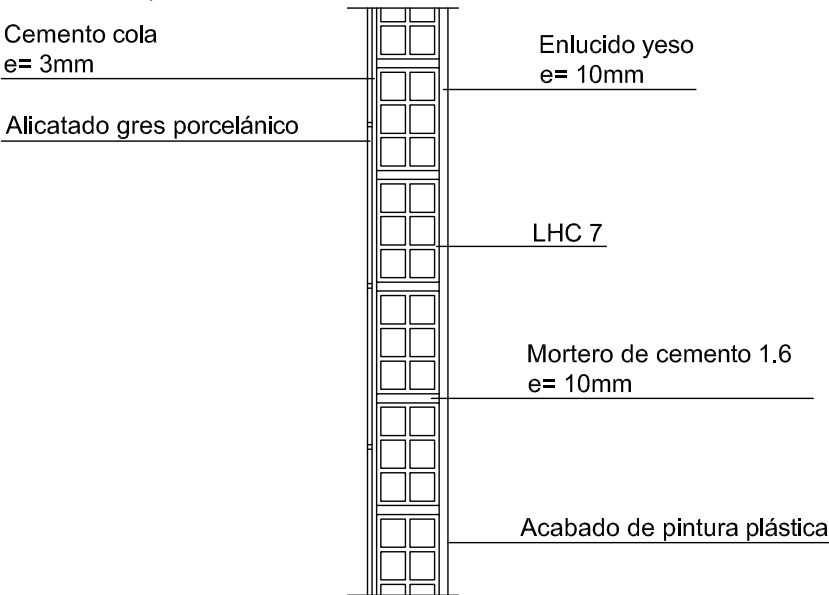 Cemento cola
e= 3mm
Alicatado gres porcelánico
Enlucido yeso
e= 10mm
LHC 7
Mortero de cemento 1.6
e= 10mm
Acabado de pintura plástica